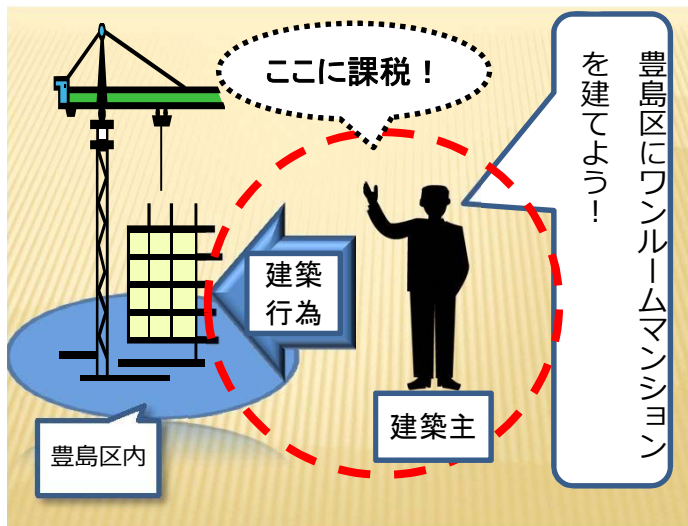 豊島区にワンルームマンション
を建てよう！
ここに課税！
建築
行為
建築主
豊島区内